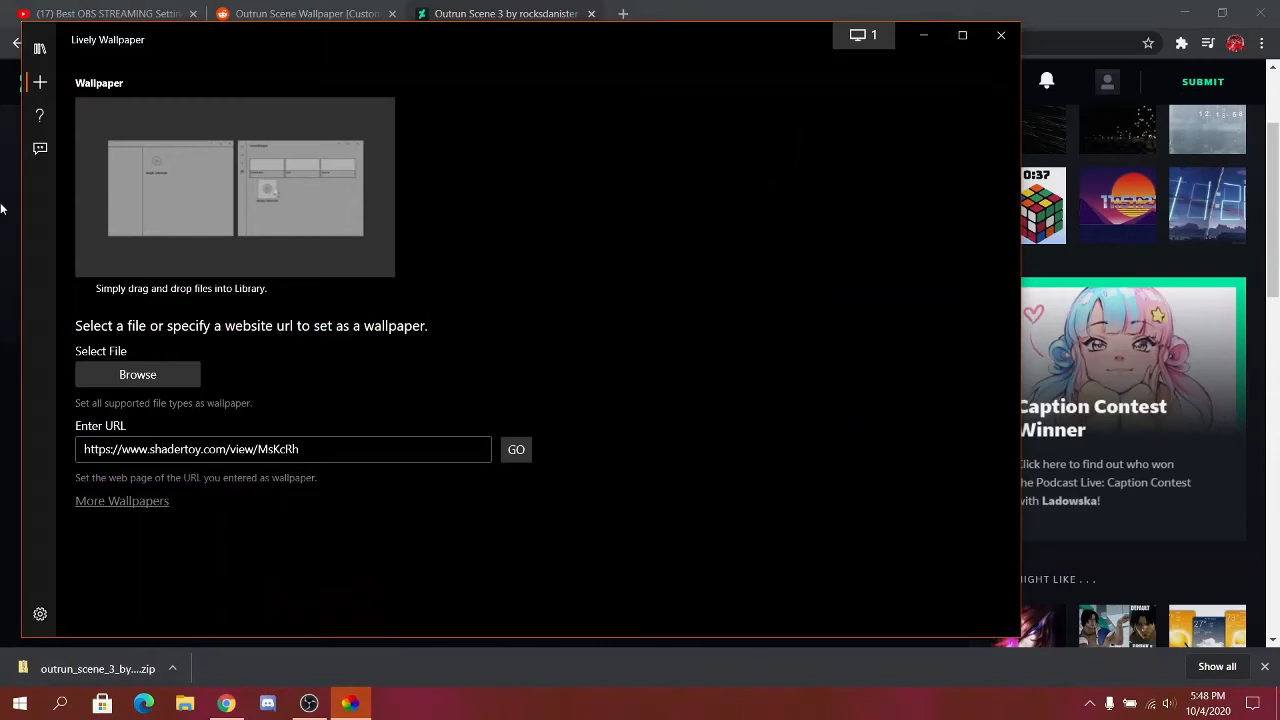 Best OBS STREAMING Settin
Outrun Scene Wallpaper [Custom
Outrun Scene 3 by rocksdanister
Lively Wallpaper
1
SUBMIT
Wallpaper
0:37
Simply drag and drop files into Library.
Select a file or specify a website url to set as a wallpaper.
Select File
Browse
Set all supported file types as wallpaper.
Enter URL
https://www.shadertoy.com/view/MsKcRh
GO
Set the web page of the URL you entered as wallpaper.
More Wallpapers
Caption Contest
Winner
Click here to find out who won
he Podcast Live: Caption Contest
with Ladowska!
IGHT LIKE . . .
outrun_scene_3_by....zip
Show all
5:48 PM
10/4/2020